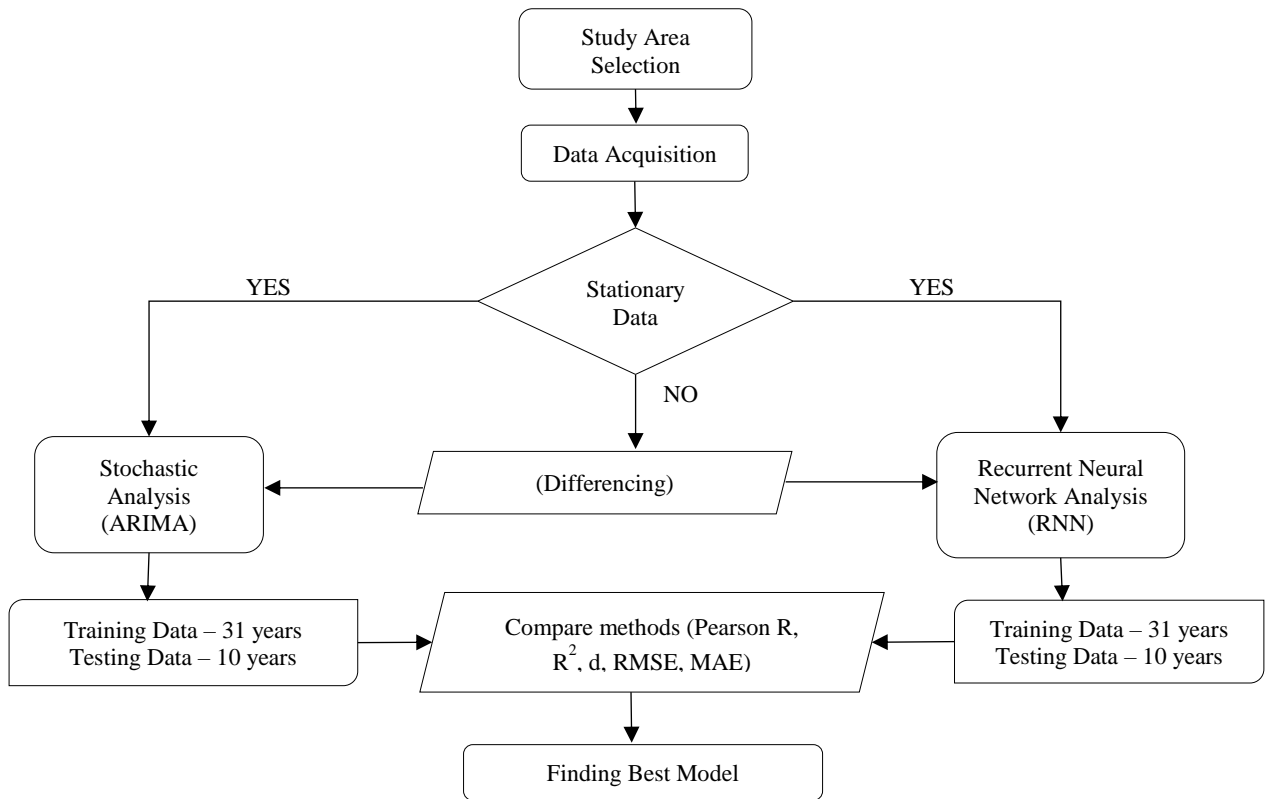 Study Area
Selection
Data Acquisition
YES
Stationary
Data
YES
NO
Stochastic
Analysis
(ARIMA)
(Differencing)
Recurrent Neural
Network Analysis
(RNN)
Training Data – 31 years
Testing Data – 10 years
Compare methods (Pearson R,
R², d, RMSE, MAE)
Training Data – 31 years
Testing Data – 10 years
Finding Best Model